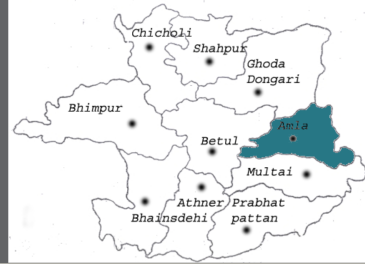 Chicholi
Shahpur
Ghoda
Dongari
Bhimpur
Amla
Betul
Multai
Athner
Prabhat
pattan
Bhainsdehi